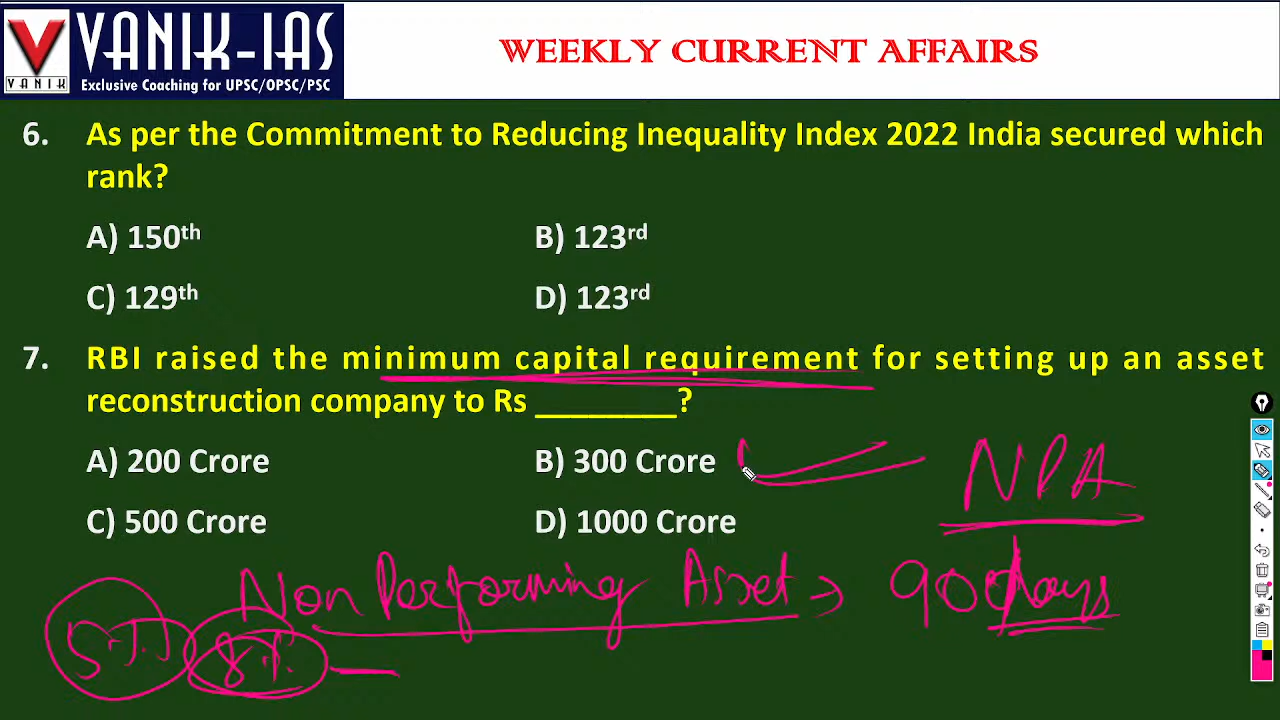 VANIK-IAS
VANIK
Exclusive Coaching for UPSC/OPSC/PSC
WEEKLY CURRENT AFFAIRS
6. As per the Commitment to Reducing Inequality Index 2022 India secured which
rank?
A) 150th B) 123rd
C) 129th D) 123rd
7. RBI raised the minimum capital requirement for setting up an asset
reconstruction company to Rs ________?
A) 200 Crore B) 300 Crore
NPA
C) 500 Crore D) 1000 Crore
Non Performing Asset → 90 days
8%